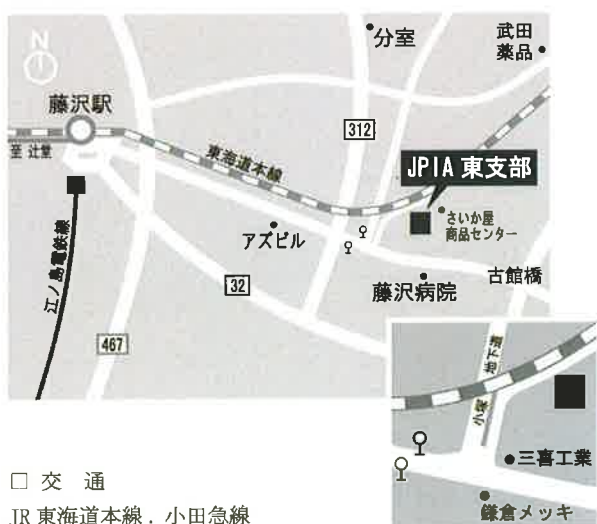 N
分室
武田
薬品
藤沢駅
312
至 辻堂
東海道本線
JPIA 東支部
さいか屋
商品センター
アズビル
江ノ島電鉄線
32
藤沢病院
古館橋
467
小塚 地下道
三喜工業
鎌倉メッキ
□ 交 通
JR 東海道本線 , 小田急線